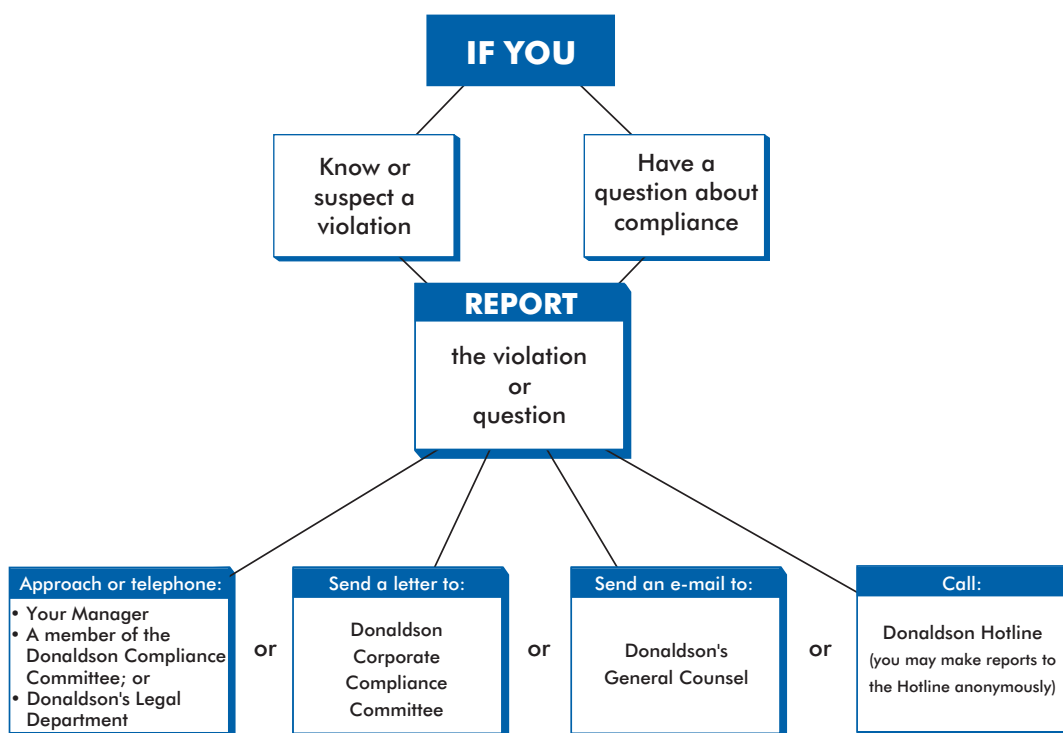 IF YOU
Know or
suspect a
violation
Have a
question about
compliance
REPORT
the violation
or
question
Approach or telephone:
• Your Manager
• A member of the
Donaldson Compliance
Committee; or
• Donaldson's Legal
Department
or
Send a letter to:
Donaldson
Corporate
Compliance
Committee
or
Send an e-mail to:
Donaldson's
General Counsel
or
Call:
Donaldson Hotline
(you may make reports to
the Hotline anonymously)